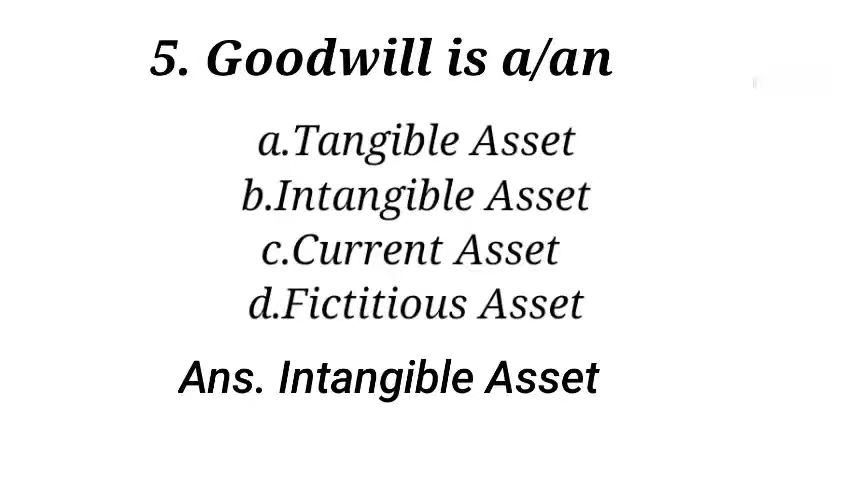 5. Goodwill is a/an
a.Tangible Asset
b.Intangible Asset
c.Current Asset
d.Fictitious Asset
Ans. Intangible Asset